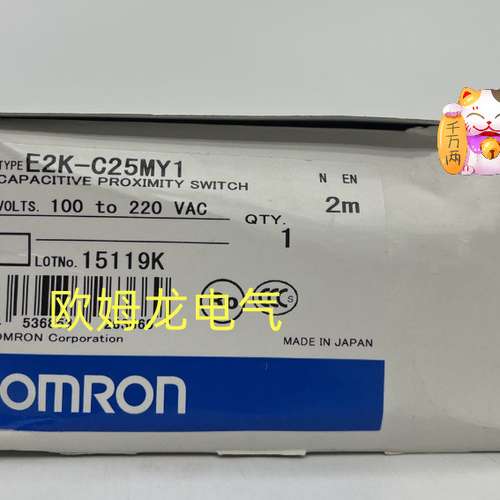 千万两
TYPE E2K-C25MY1
CAPACITIVE PROXIMITY SWITCH
N EN
VOLTS. 100 to 220 VAC
2m
QTY.
1
LOTNo. 15119K
欧姆龙电气
OMRON Corporation
MADE IN JAPAN
OMRON